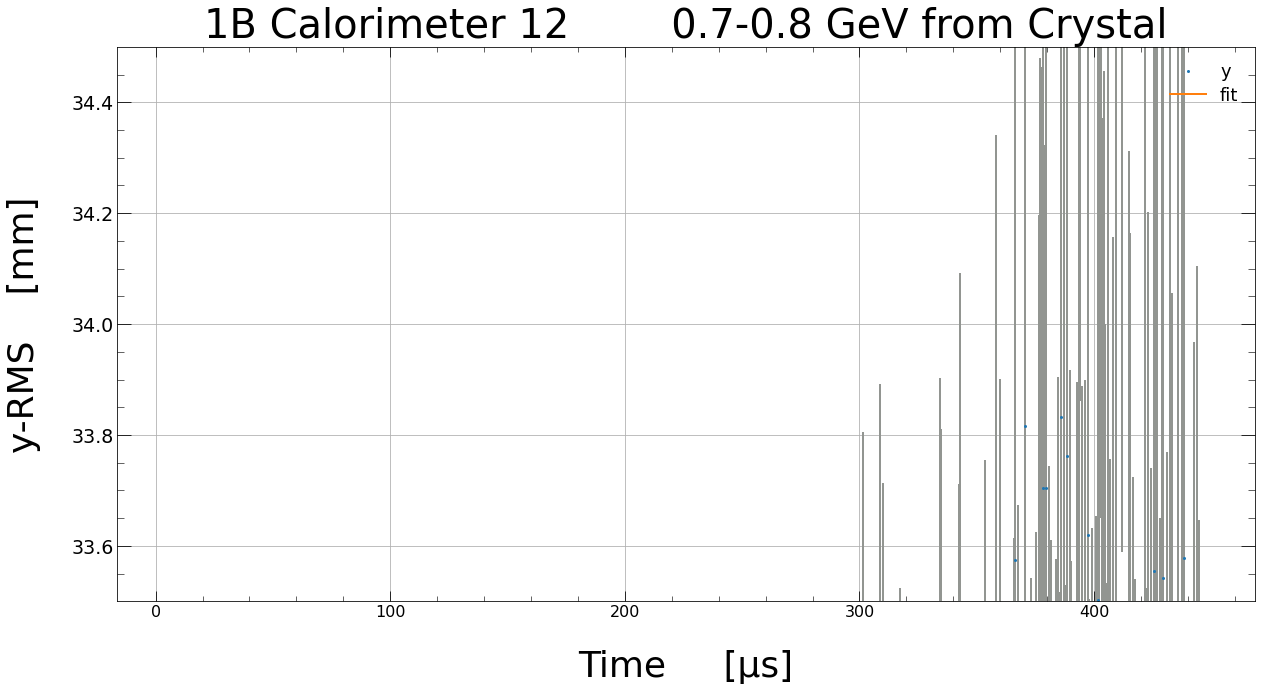 1B Calorimeter 12 0.7-0.8 GeV from Crystal
y
fit
34.4
34.2
34.0
33.8
33.6
y-RMS [mm]
0 100 200 300 400
Time [µs]